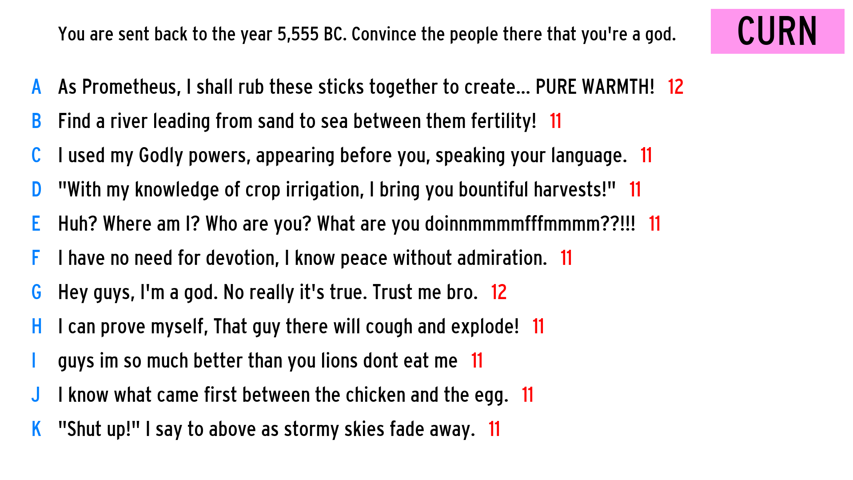 You are sent back to the year 5,555 BC. Convince the people there that you're a god.
CURN
A As Prometheus, I shall rub these sticks together to create... PURE WARMTH! 12
B Find a river leading from sand to sea between them fertility! 11
C I used my Godly powers, appearing before you, speaking your language. 11
D "With my knowledge of crop irrigation, I bring you bountiful harvests!" 11
E Huh? Where am I? Who are you? What are you doinnmmmmfffmmmm??!!! 11
F I have no need for devotion, I know peace without admiration. 11
G Hey guys, I'm a god. No really it's true. Trust me bro. 12
H I can prove myself, That guy there will cough and explode! 11
I guys im so much better than you lions dont eat me 11
J I know what came first between the chicken and the egg. 11
K "Shut up!" I say to above as stormy skies fade away. 11